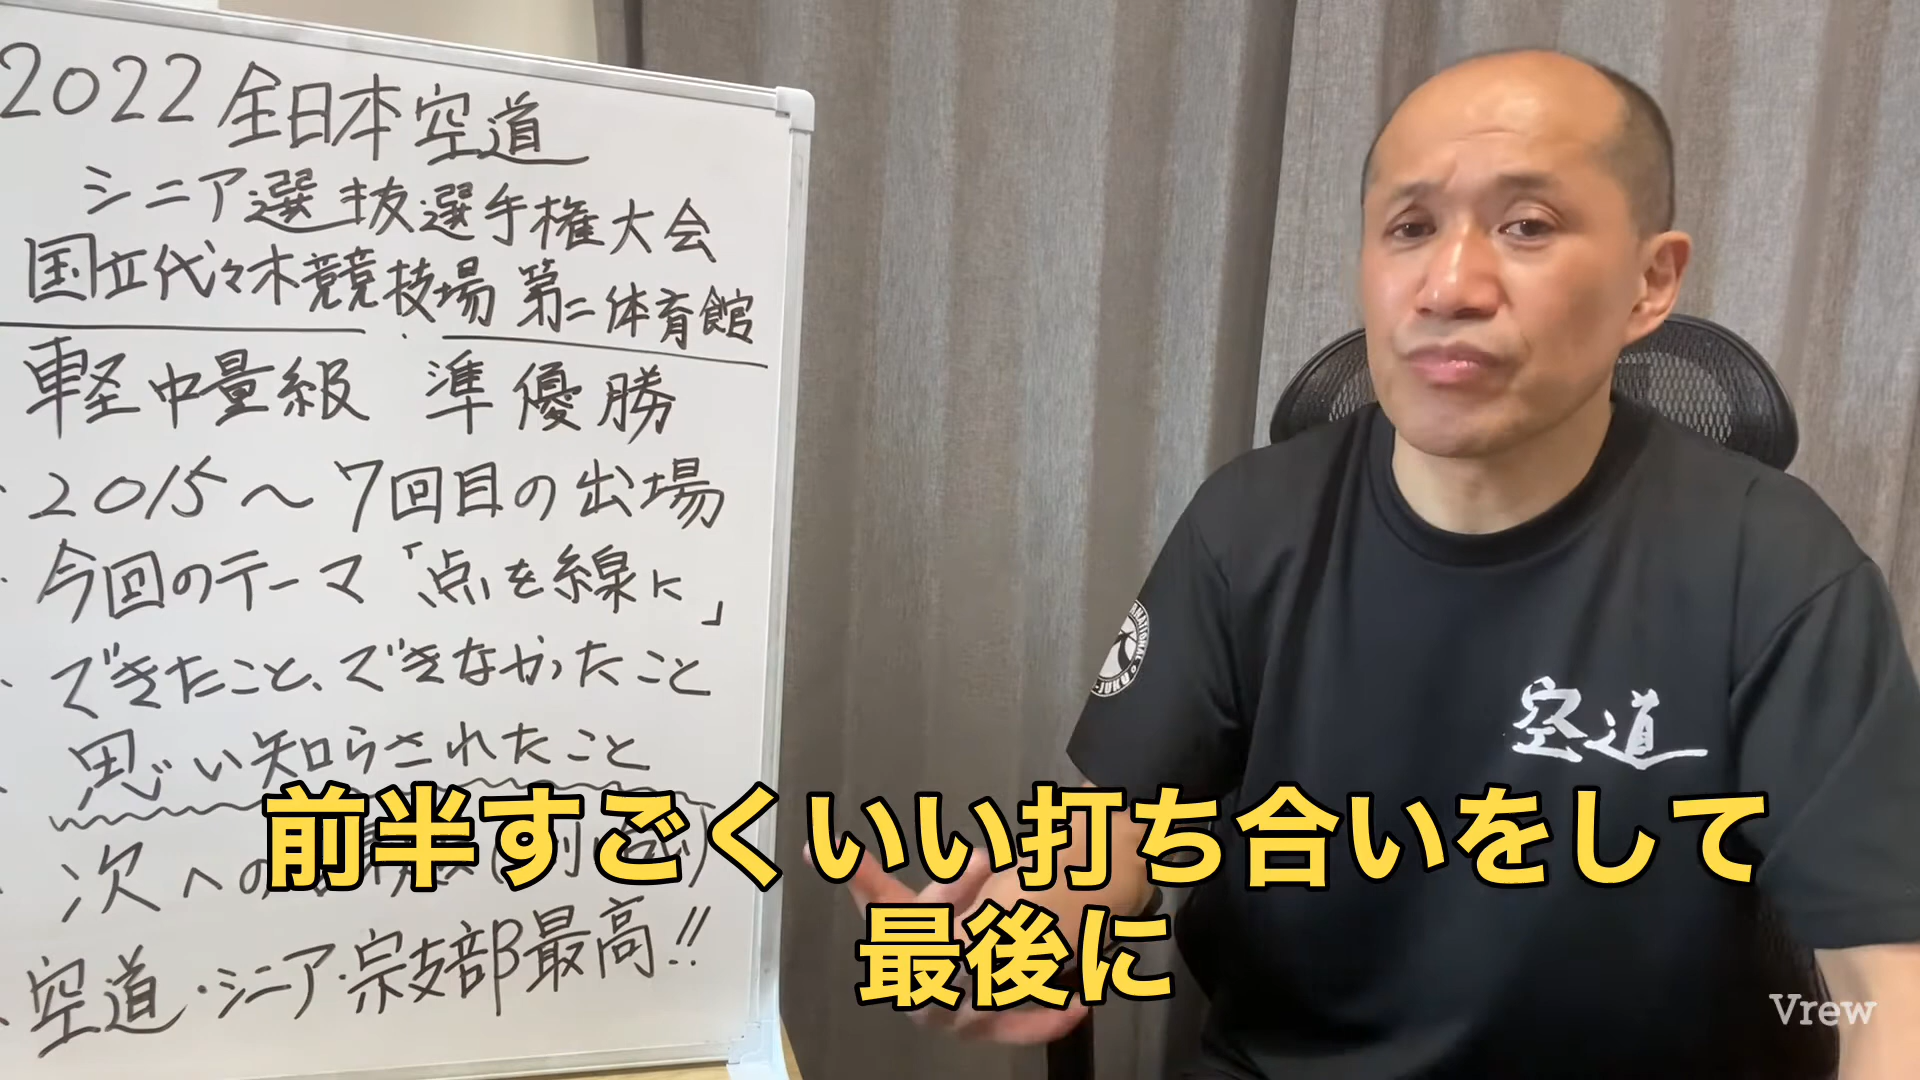 2022全日本空道
シニア選抜選手権大会
国立代々木競技場 第二体育館
軽中量級 準優勝
・2015〜7回目の出場
・今回のテーマ「点を線に」
・できたこと、できなかったこと
・思い知らされたこと
・次への
・空道・シニア・宗支部最高!!
空道
前半すごくいい打ち合いをして
最後に
Vrew